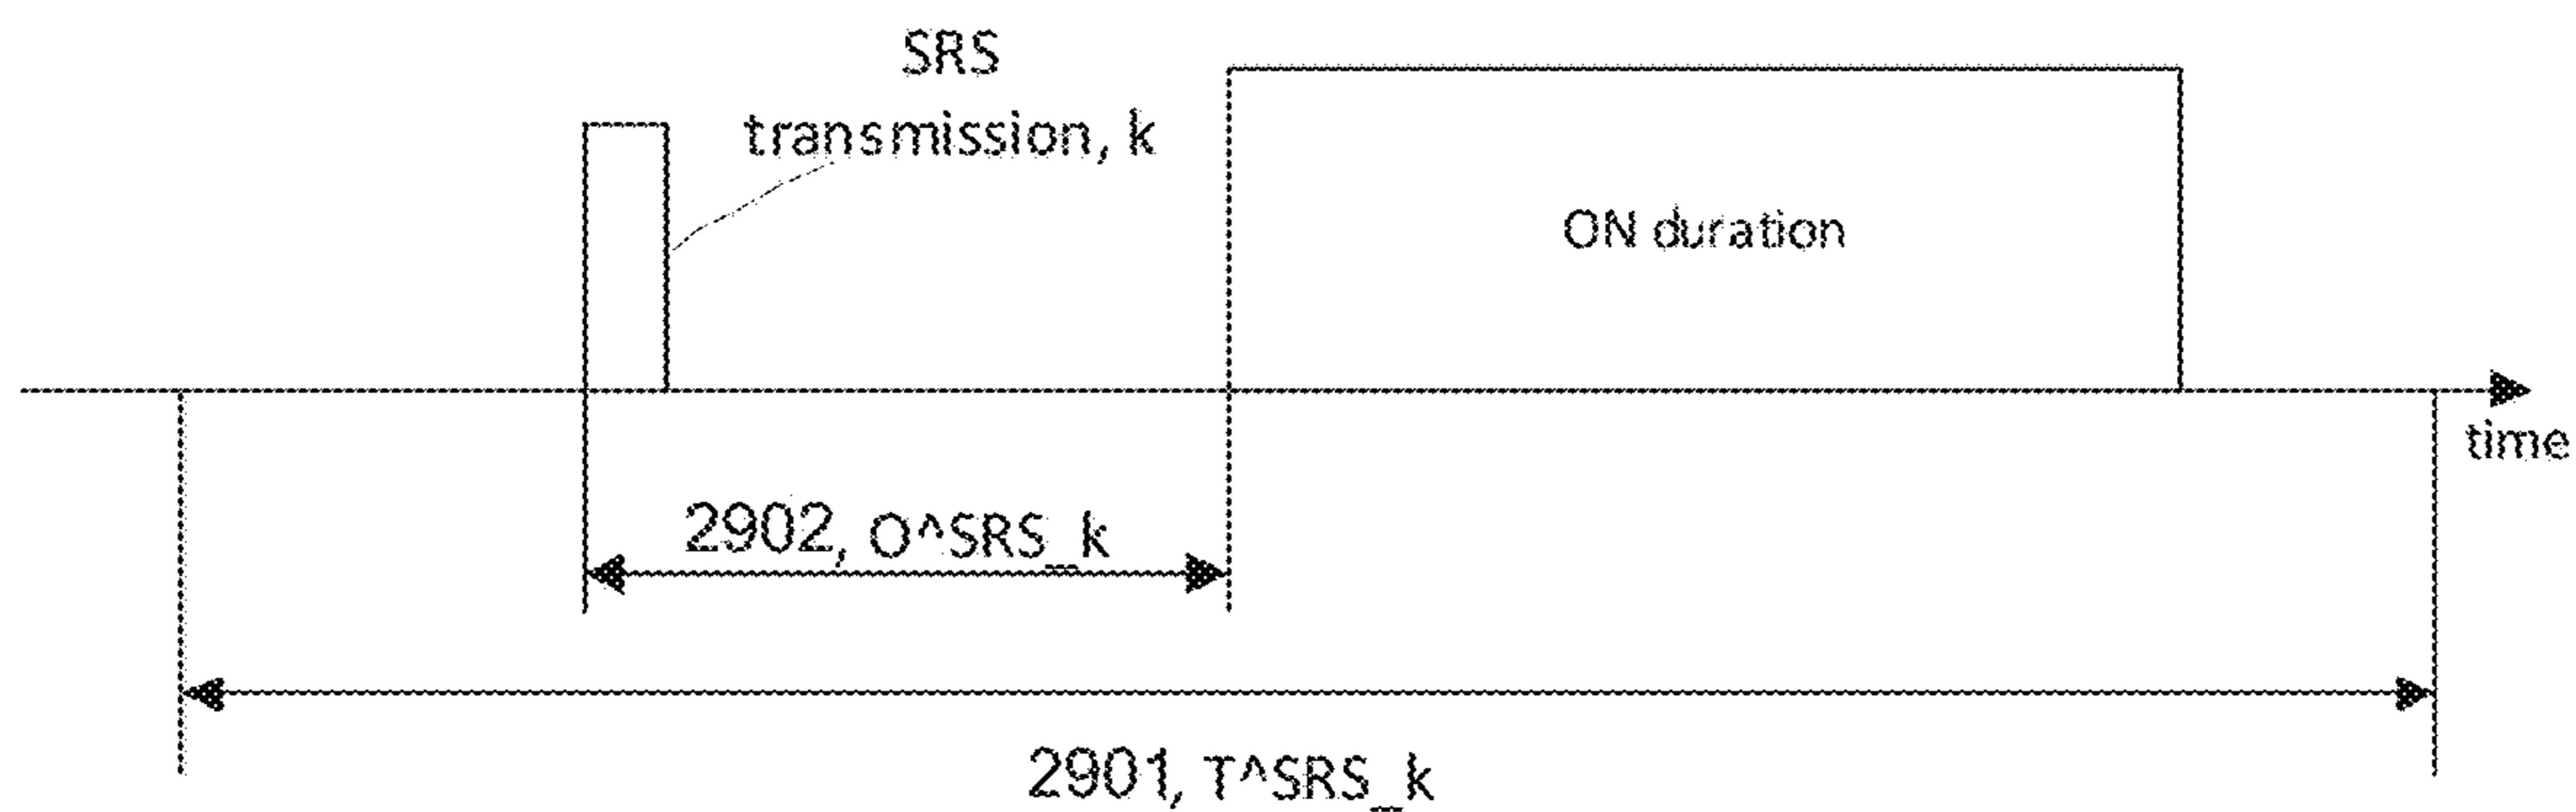 SRS
transmission, k
ON duration
time
2902, O^SRS_k
2901, T^SRS_k